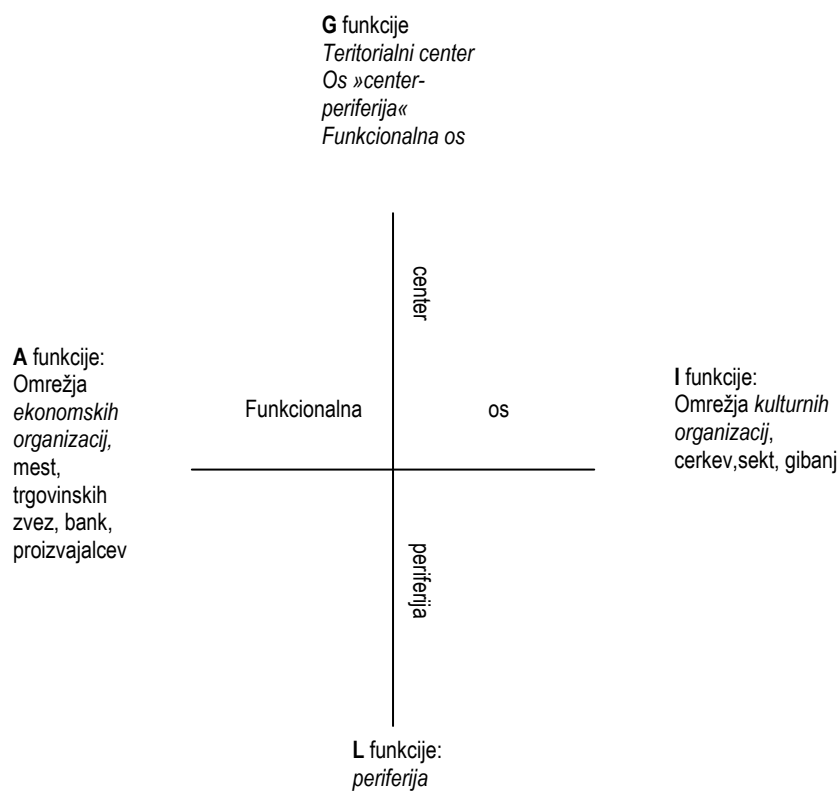 G funkcije
Teritorialni center
Os »center-
periferija«
Funkcionalna os
center
A funkcije:
Omrežja
ekonomskih
organizacij,
mest,
trgovinskih
zvez, bank,
proizvajalcev
Funkcionalna os
I funkcije:
Omrežja kulturnih
organizacij,
cerkev,sekt, gibanj
periferija
L funkcije:
periferija